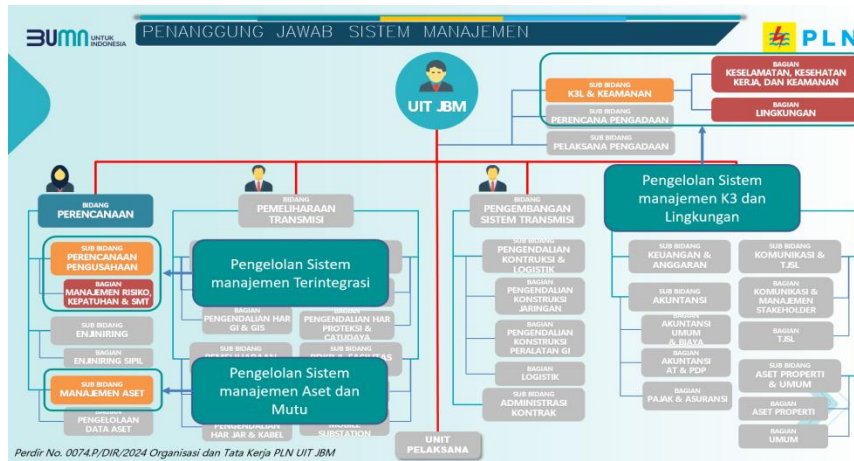 BUMN UNTUK INDONESIA
PENANGGUNG JAWAB SISTEM MANAJEMEN
PLN
UIT JBM
SUB BIDANG
K3L & KEAMANAN
SUB BIDANG
PERENCANA PENGADAAN
SUB BIDANG
PELAKSANA PENGADAAN
BAGIAN
KESELAMATAN, KESEHATAN
KERJA, DAN KEAMANAN
BAGIAN
LINGKUNGAN
Pengelolan Sistem
manajemen K3 dan
Lingkungan
BIDANG
PERENCANAAN
SUB BIDANG
PERENCANAAN
PENGUSAHAAN
BAGIAN
MANAJEMEN RISIKO,
KEPATUHAN & SMT
SUB BIDANG
ENJINIRING
BAGIAN
ENJINIRING SIPIL
SUB BIDANG
MANAJEMEN ASET
BAGIAN
PENGELOLAAN
DATA ASET
BIDANG
PEMELIHARAAN
TRANSMISI
Pengelolan Sistem
manajemen Terintegrasi
BAGIAN
PENGENDALIAN HAR
GI & GIS
BAGIAN
PENGENDALIAN HAR
PROTEKSI &
CATUDAYA
SUB BIDANG
SUB BIDANG
Pengelolan Sistem
manajemen Aset dan
Mutu
PENGENDALIAN
HAR JAR & KABEL
MOBILE
SUBSTATION
BIDANG
PENGEMBANGAN
SISTEM TRANSMISI
SUB BIDANG
PENGENDALIAN
KONTRUKSI &
LOGISTIK
BAGIAN
PENGENDALIAN
KONSTRUKSI
JARINGAN
BAGIAN
PENGENDALIAN
KONSTRUKSI
PERALATAN GI
BAGIAN
LOGISTIK
SUB BIDANG
ADMINISTRASI
KONTRAK
SUB BIDANG
KEUANGAN &
ANGGARAN
SUB BIDANG
AKUNTANSI
BAGIAN
AKUNTANSI
UMUM
& BIAYA
BAGIAN
AKUNTANSI
AT & PDP
BAGIAN
PAJAK & ASURANSI
SUB BIDANG
KOMUNIKASI &
TJSL
BAGIAN
KOMUNIKASI &
MANAJEMEN
STAKEHOLDER
BAGIAN
TJSL
SUB BIDANG
ASET PROPERTI
& UMUM
BAGIAN
ASET PROPERTI
BAGIAN
UMUM
UNIT
PELAKSANA
Perdir No. 0074.P/DIR/2024 Organisasi dan Tata Kerja PLN UIT JBM